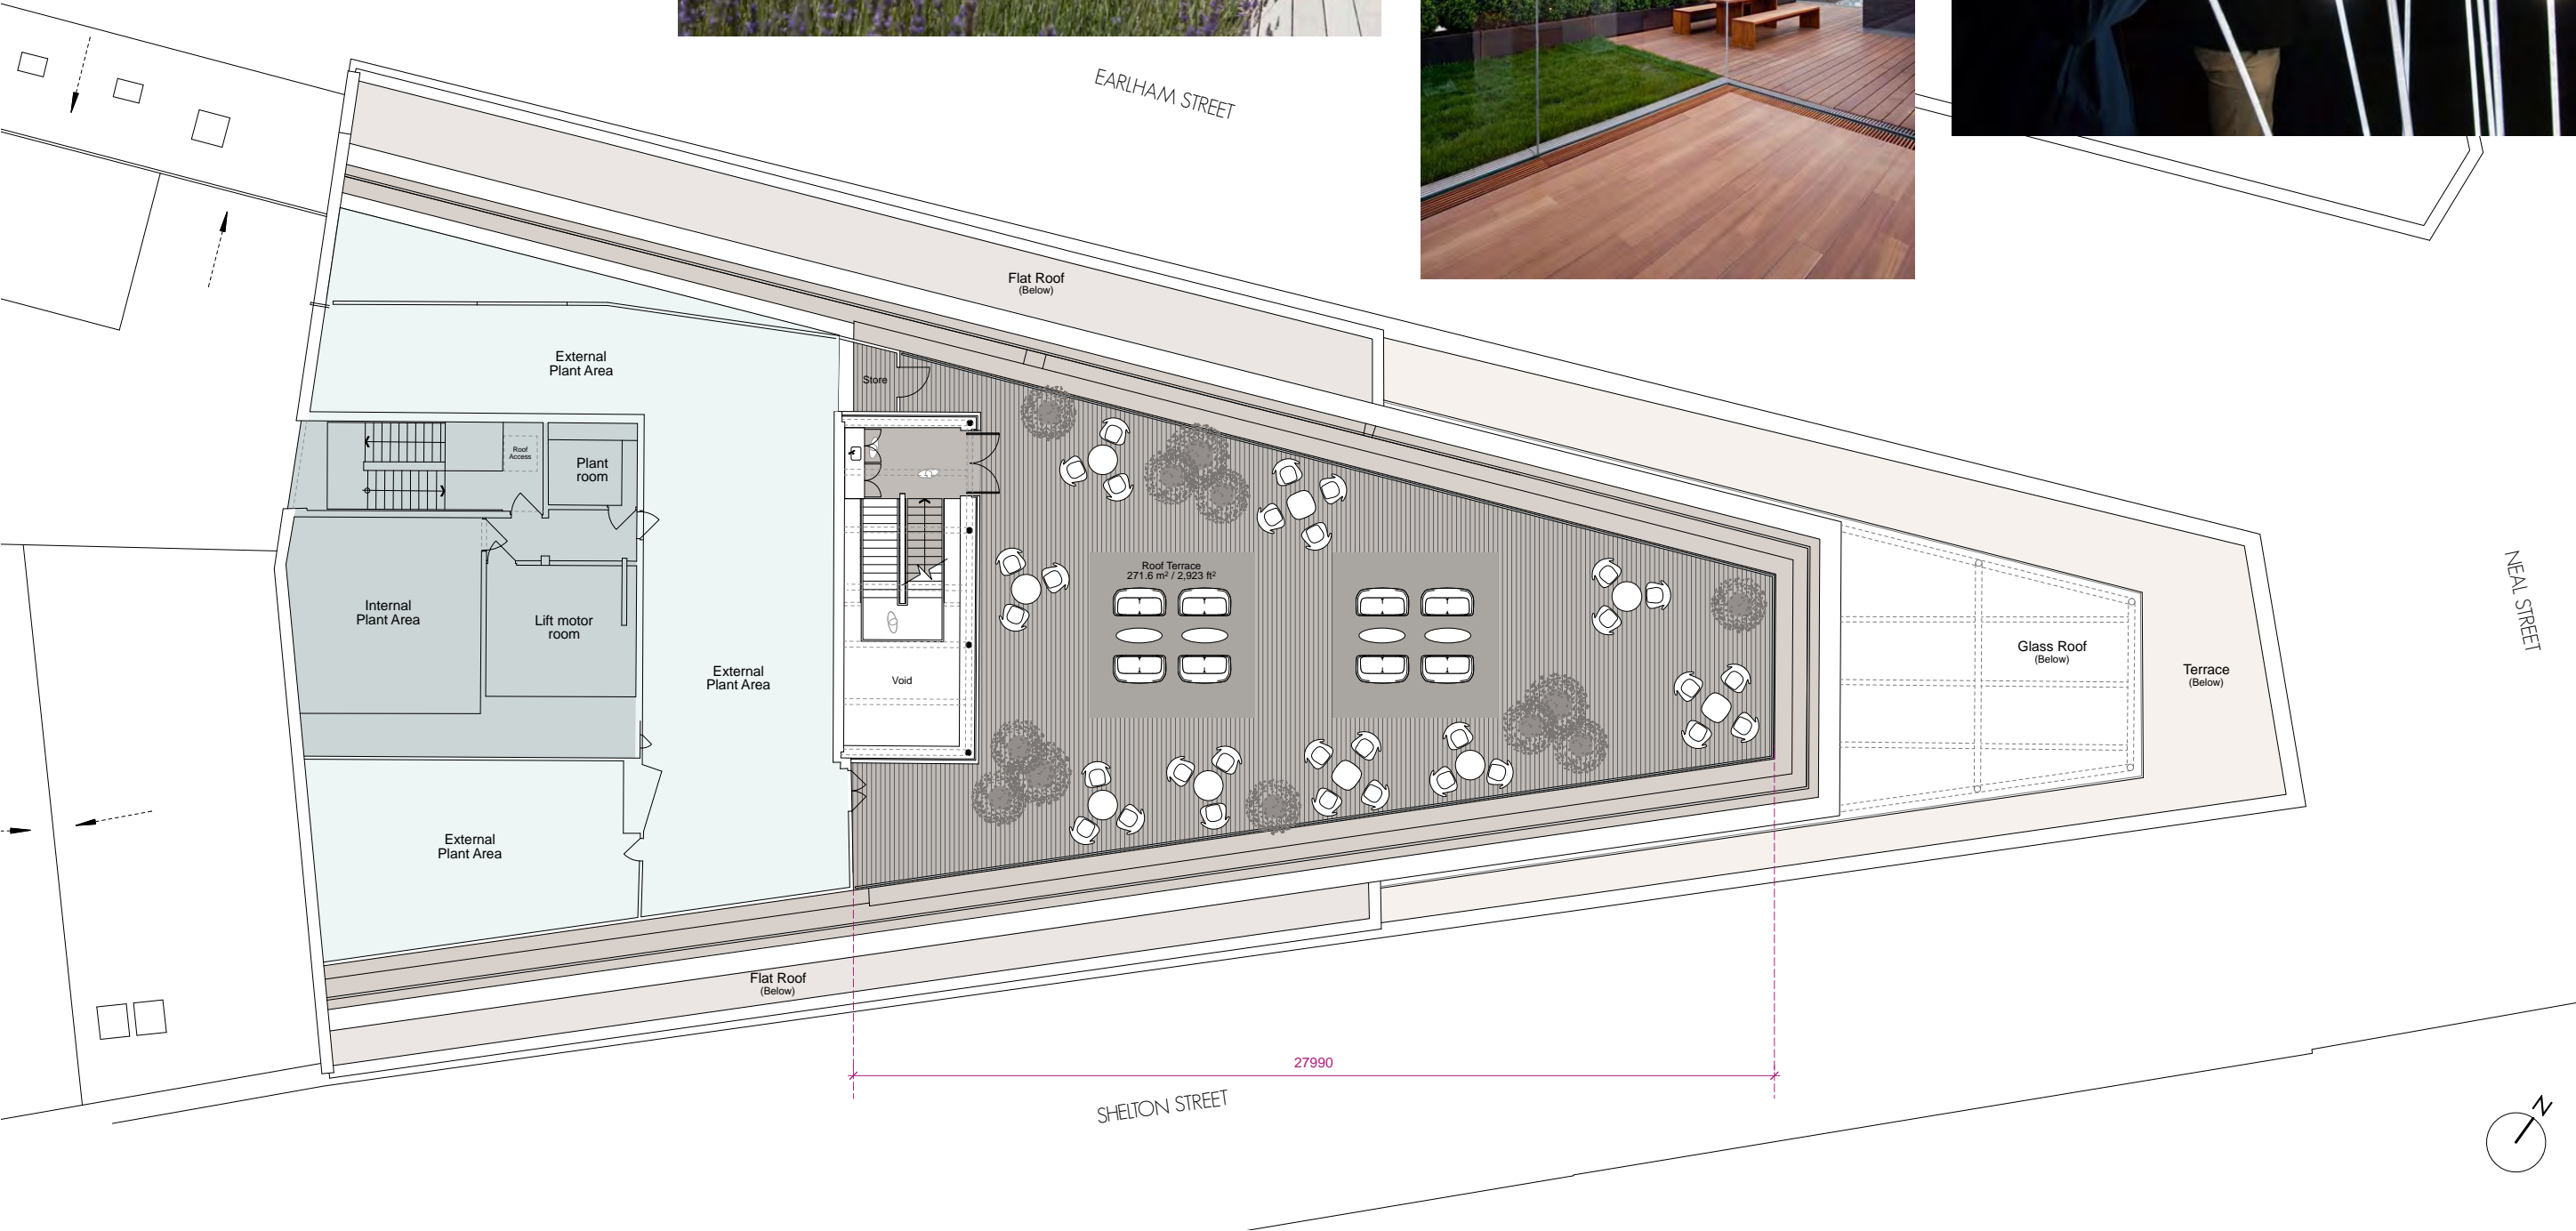 EARLHAM STREET
Flat Roof
(Below)
External
Plant Area
Store
Roof
Access
Plant
room
Roof Terrace
271.6 m² / 2,923 ft²
NEAL STREET
Internal
Plant Area
Lift motor
room
External
Plant Area
Void
Glass Roof
(Below)
Terrace
(Below)
External
Plant Area
Flat Roof
(Below)
27990
SHELTON STREET
N